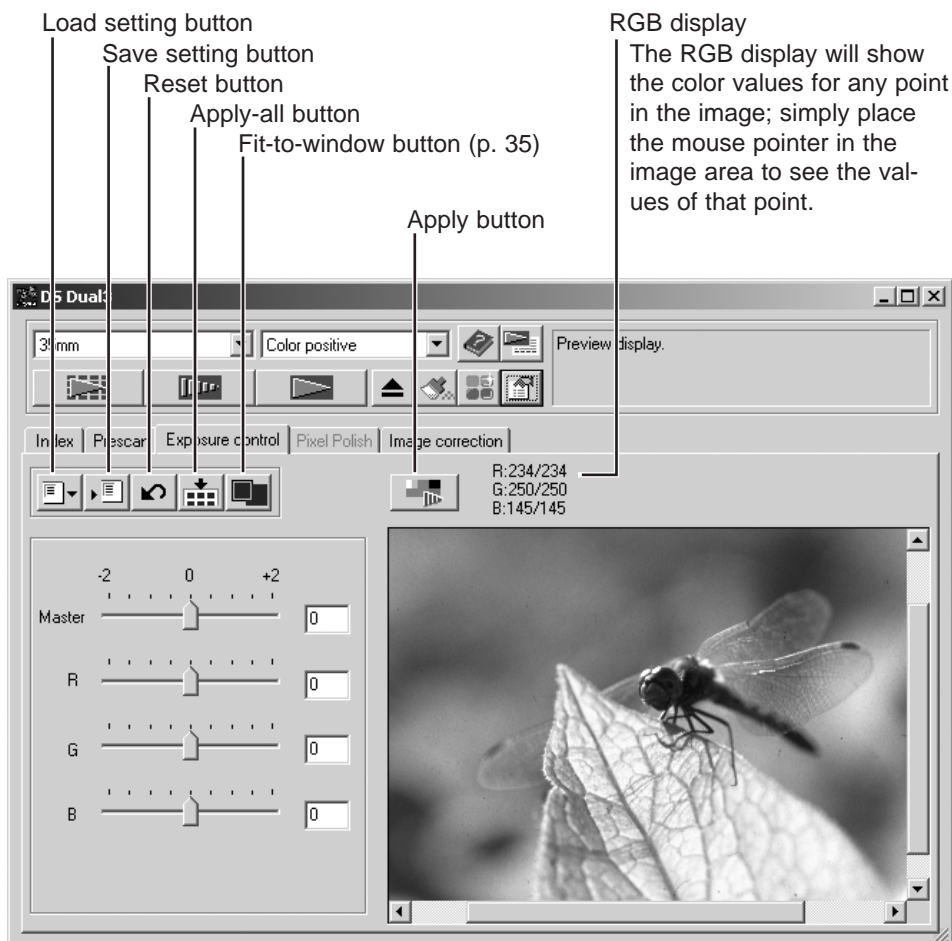 Load setting button
Save setting button
Reset button
Apply-all button
Fit-to-window button (p. 35)
Apply button
RGB display
The RGB display will show
the color values for any point
in the image; simply place
the mouse pointer in the
image area to see the val-
ues of that point.
DS Dual3
35mm
Color positive
Preview display.
Index
Prescan
Exposure control
Pixel Polish
Image correction
R:234/234
G:250/250
B:145/145
-2 0 +2
Master 0
R 0
G 0
B 0